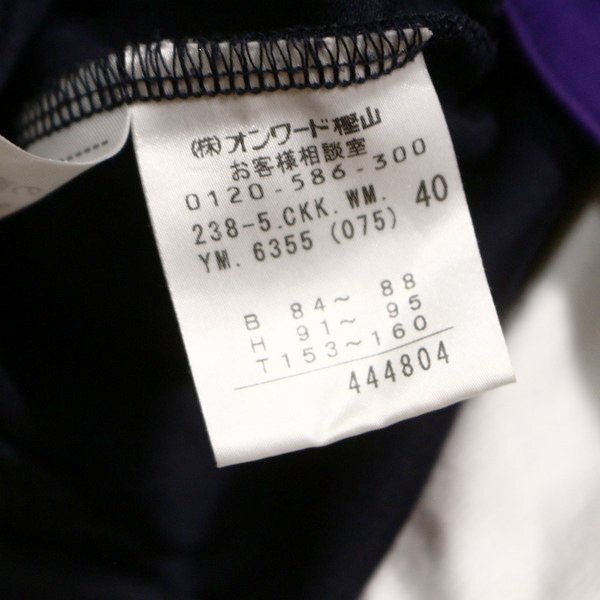 (株)オンワード樫山
お客様相談室
0120-586-300
238-5.CKK.WM. 40
YM. 6355 (075)
B 84〜 88
H 91〜 95
T 153〜160
444804